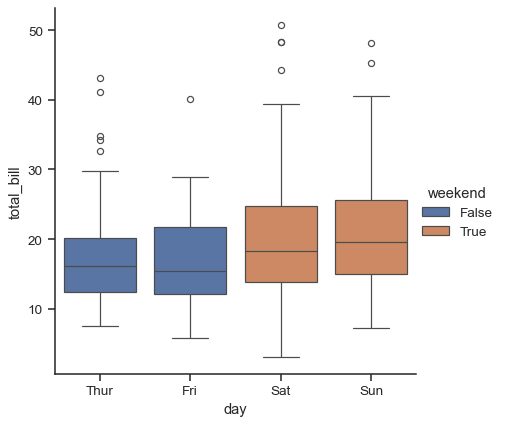 50
40
30
20
10
total_bill
Thur Fri Sat Sun
day
weekend
False
True